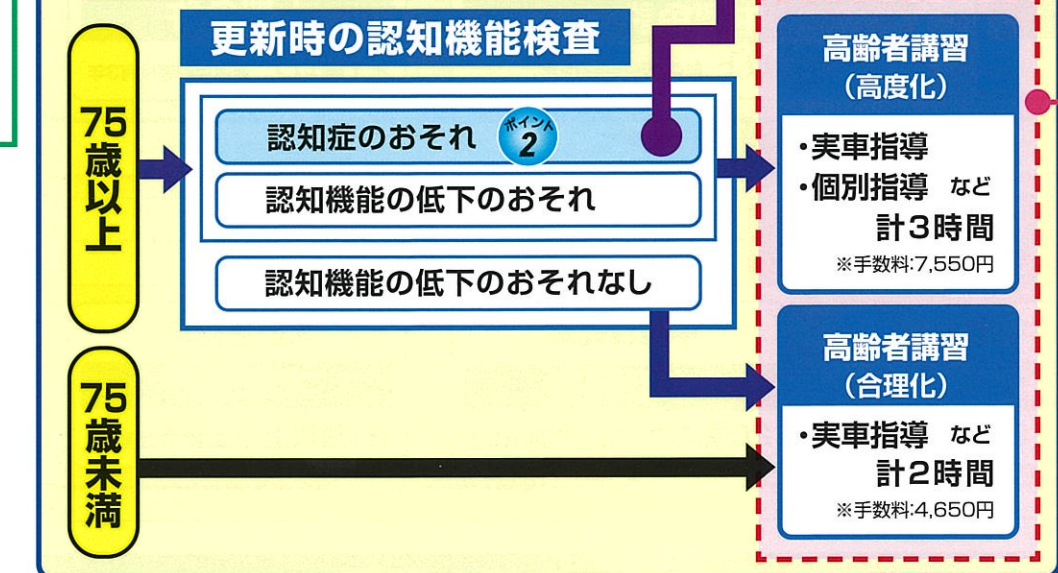 75歳以上
更新時の認知機能検査
認知症のおそれ ポイント2
認知機能の低下のおそれ
認知機能の低下のおそれなし
高齢者講習
（高度化）
・実車指導
・個別指導 など
計3時間
※手数料:7,550円
75歳未満
高齢者講習
（合理化）
・実車指導 など
計2時間
※手数料:4,650円